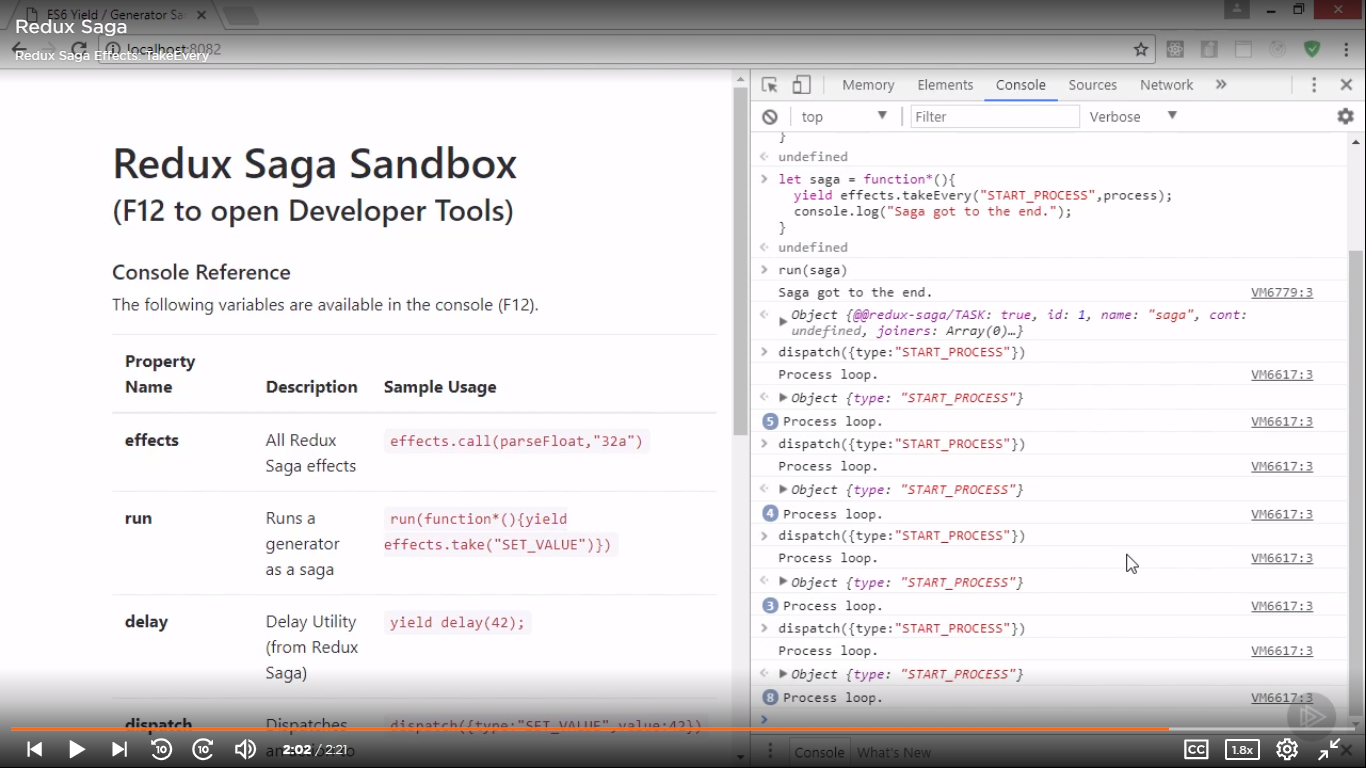 ES6 Yield / Generator Sa
Redux Saga
localhost:8082
Redux Saga Effects: TakeEvery
Redux Saga Sandbox
(F12 to open Developer Tools)
Console Reference
The following variables are available in the console (F12).
Property Name Description Sample Usage
effects All Redux Saga effects effects.call(parseFloat,"32a")
run Runs a generator as a saga run(function*(){yield effects.take("SET_VALUE")})
delay Delay Utility (from Redux Saga) yield delay(42);
dispatch Dispatches dispatch({type:"SET_VALUE",value:42})
Memory Elements Console Sources Network »
top Filter Verbose
}
undefined
let saga = function*(){
yield effects.takeEvery("START_PROCESS",process);
console.log("Saga got to the end.");
}
undefined
run(saga)
Saga got to the end. VM6779:3
Object {@@redux-saga/TASK: true, id: 1, name: "saga", cont:
undefined, joiners: Array(0)…}
dispatch({type:"START_PROCESS"})
Process loop. VM6617:3
Object {type: "START_PROCESS"}
5 Process loop. VM6617:3
dispatch({type:"START_PROCESS"})
Process loop. VM6617:3
Object {type: "START_PROCESS"}
4 Process loop. VM6617:3
dispatch({type:"START_PROCESS"})
Process loop. VM6617:3
Object {type: "START_PROCESS"}
3 Process loop. VM6617:3
dispatch({type:"START_PROCESS"})
Process loop. VM6617:3
Object {type: "START_PROCESS"}
8 Process loop. VM6617:3
Console What's New
10 10 2:02 / 2:21 CC 1.8x